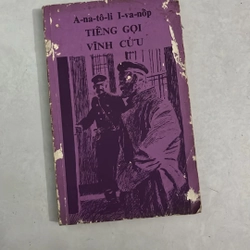 A-na-tô-li I-va-nốp
TIẾNG GỌI
VĨNH CỬU